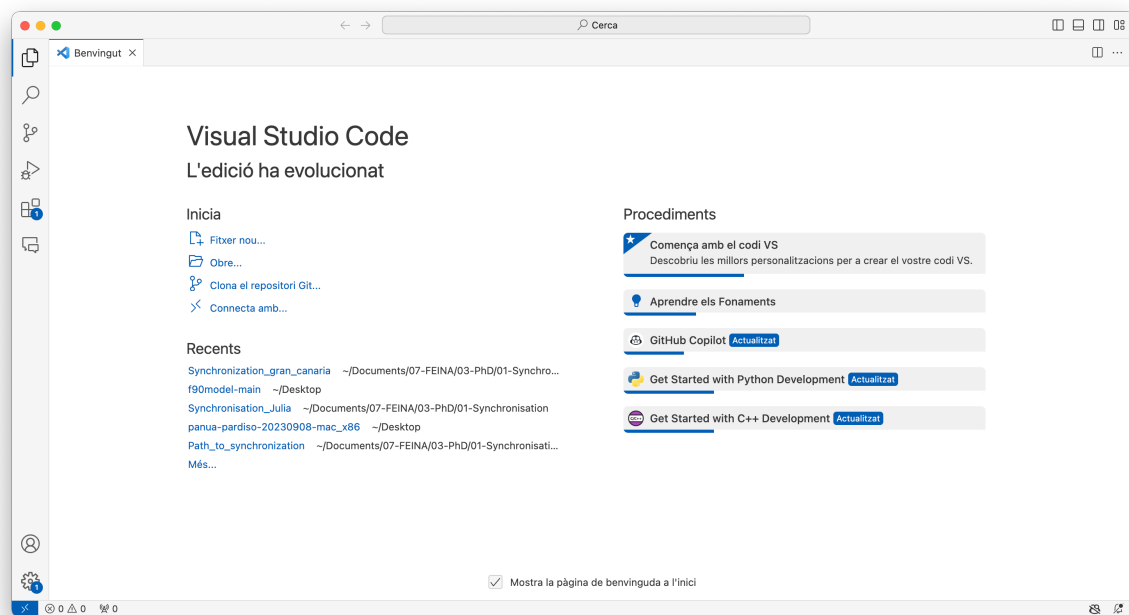 Cerca
Benvingut
Visual Studio Code
L'edició ha evolucionat
Inicia
Fitxer nou...
Obre...
Clona el repositori Git...
Connecta amb...
Recents
Synchronization_gran_canaria ~/Documents/07-FEINA/03-PhD/01-Synchro...
f90model-main ~/Desktop
Synchronisation_Julia ~/Documents/07-FEINA/03-PhD/01-Synchronisation
panua-pardiso-20230908-mac_x86 ~/Desktop
Path_to_synchronization ~/Documents/07-FEINA/03-PhD/01-Synchronisati...
Més...
Procediments
Comença amb el codi VS
Descobriu les millors personalitzacions per a crear el vostre codi VS.
Aprendre els Fonaments
GitHub Copilot Actualitzat
Get Started with Python Development Actualitzat
Get Started with C++ Development Actualitzat
1
1
Mostra la pàgina de benvinguda a l'inici
0 0 0